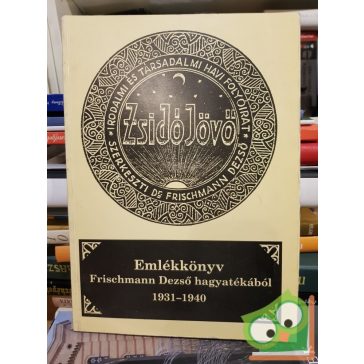 IRODALMI ÉS TÁRSADALMI HAVI FOLYÓIRAT
Zsidó Jövő
SZERKESZTI DR FRISCHMANN DEZSŐ
Emlékkönyv
Frischmann Dezső hagyatékából
1931–1940